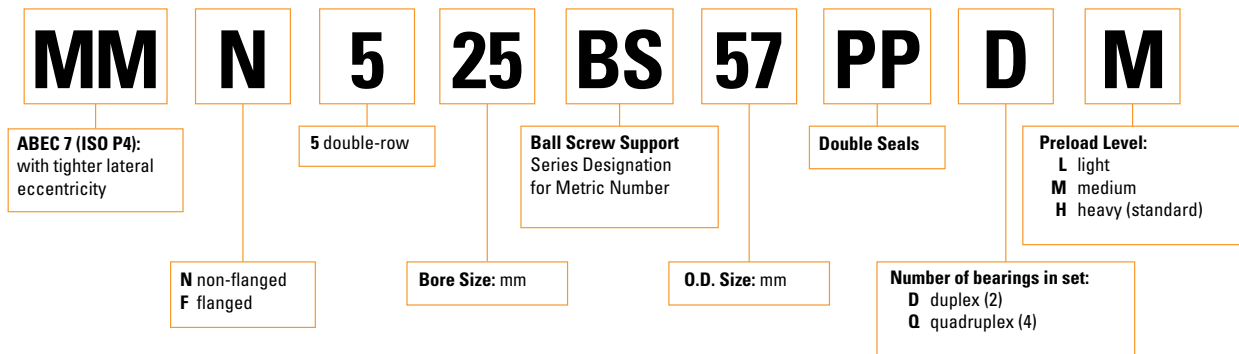 MM N 5 25 BS 57 PP D M
ABEC 7 (ISO P4):
with tighter lateral
eccentricity
5 double-row
Ball Screw Support
Series Designation
for Metric Number
Double Seals
Preload Level:
L light
M medium
H heavy (standard)
N non-flanged
F flanged
Bore Size: mm
O.D. Size: mm
Number of bearings in set:
D duplex (2)
Q quadruplex (4)